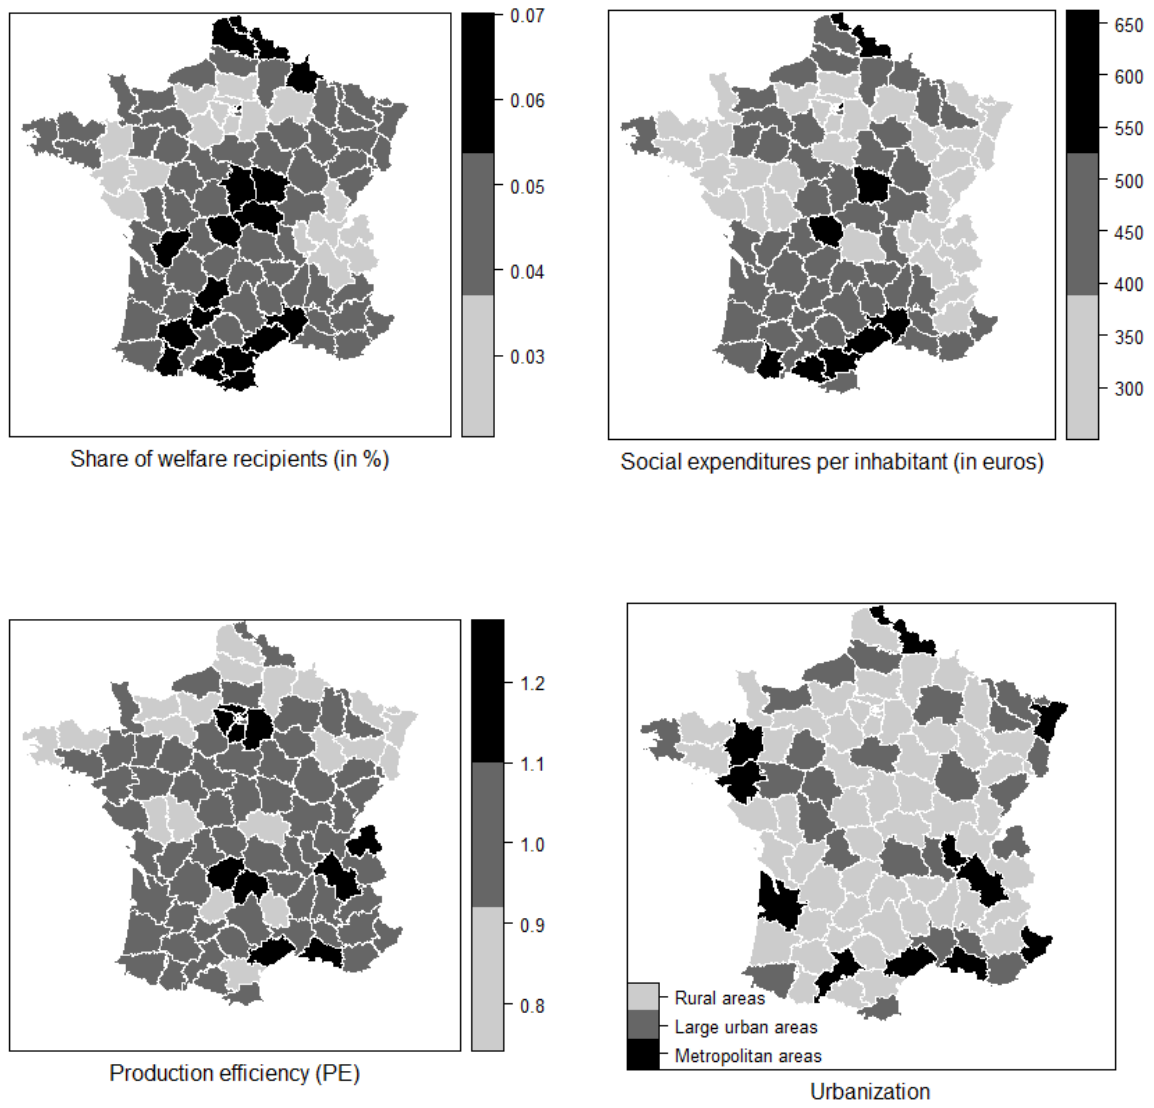 0.07
0.06
0.05
0.04
0.03
Share of welfare recipients (in %)
650
600
550
500
450
400
350
300
Social expenditures per inhabitant (in euros)
1.2
1.1
1.0
0.9
0.8
Production efficiency (PE)
Rural areas
Large urban areas
Metropolitan areas
Urbanization